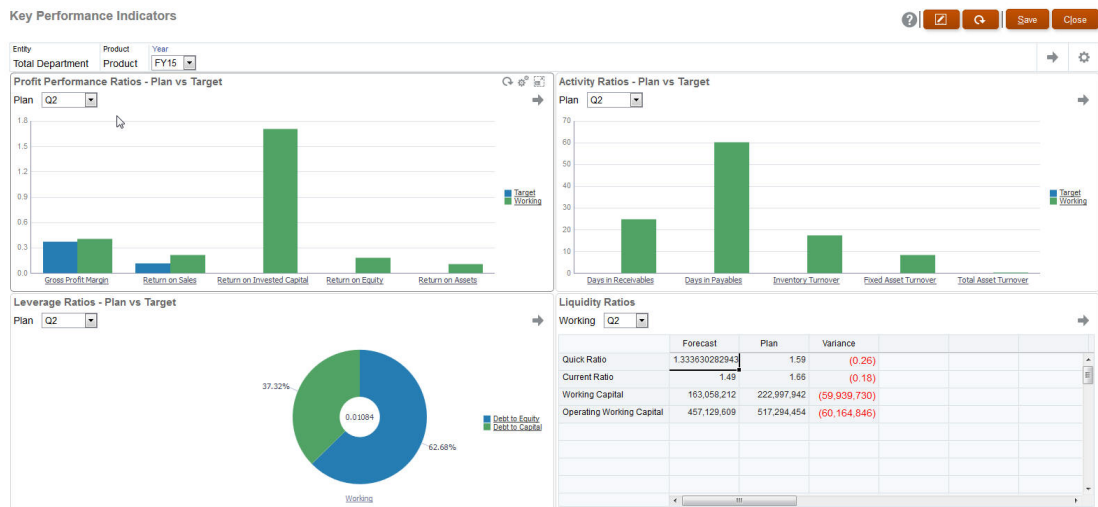 Key Performance Indicators
? Save Close
Entity Product Year
Total Department Product FY15
Profit Performance Ratios - Plan vs Target
Plan Q2
1.8
1.5
1.2
0.9
0.6
0.3
0.0
Gross Profit Margin Return on Sales Return on Invested Capital Return on Equity Return on Assets
Target
Working
Activity Ratios - Plan vs Target
Plan Q2
70
60
50
40
30
20
10
0
Days in Receivables Days in Payables Inventory Turnover Fixed Asset Turnover Total Asset Turnover
Target
Working
Leverage Ratios - Plan vs Target
Plan Q2
37.32%
0.01084
62.68%
Working
Debt to Equity
Debt to Capital
Liquidity Ratios
Working Q2
Forecast Plan Variance
Quick Ratio 1.333630282943 1.59 (0.26)
Current Ratio 1.49 1.66 (0.18)
Working Capital 163,058,212 222,997,942 (59,939,730)
Operating Working Capital 457,129,609 517,294,454 (60,164,846)